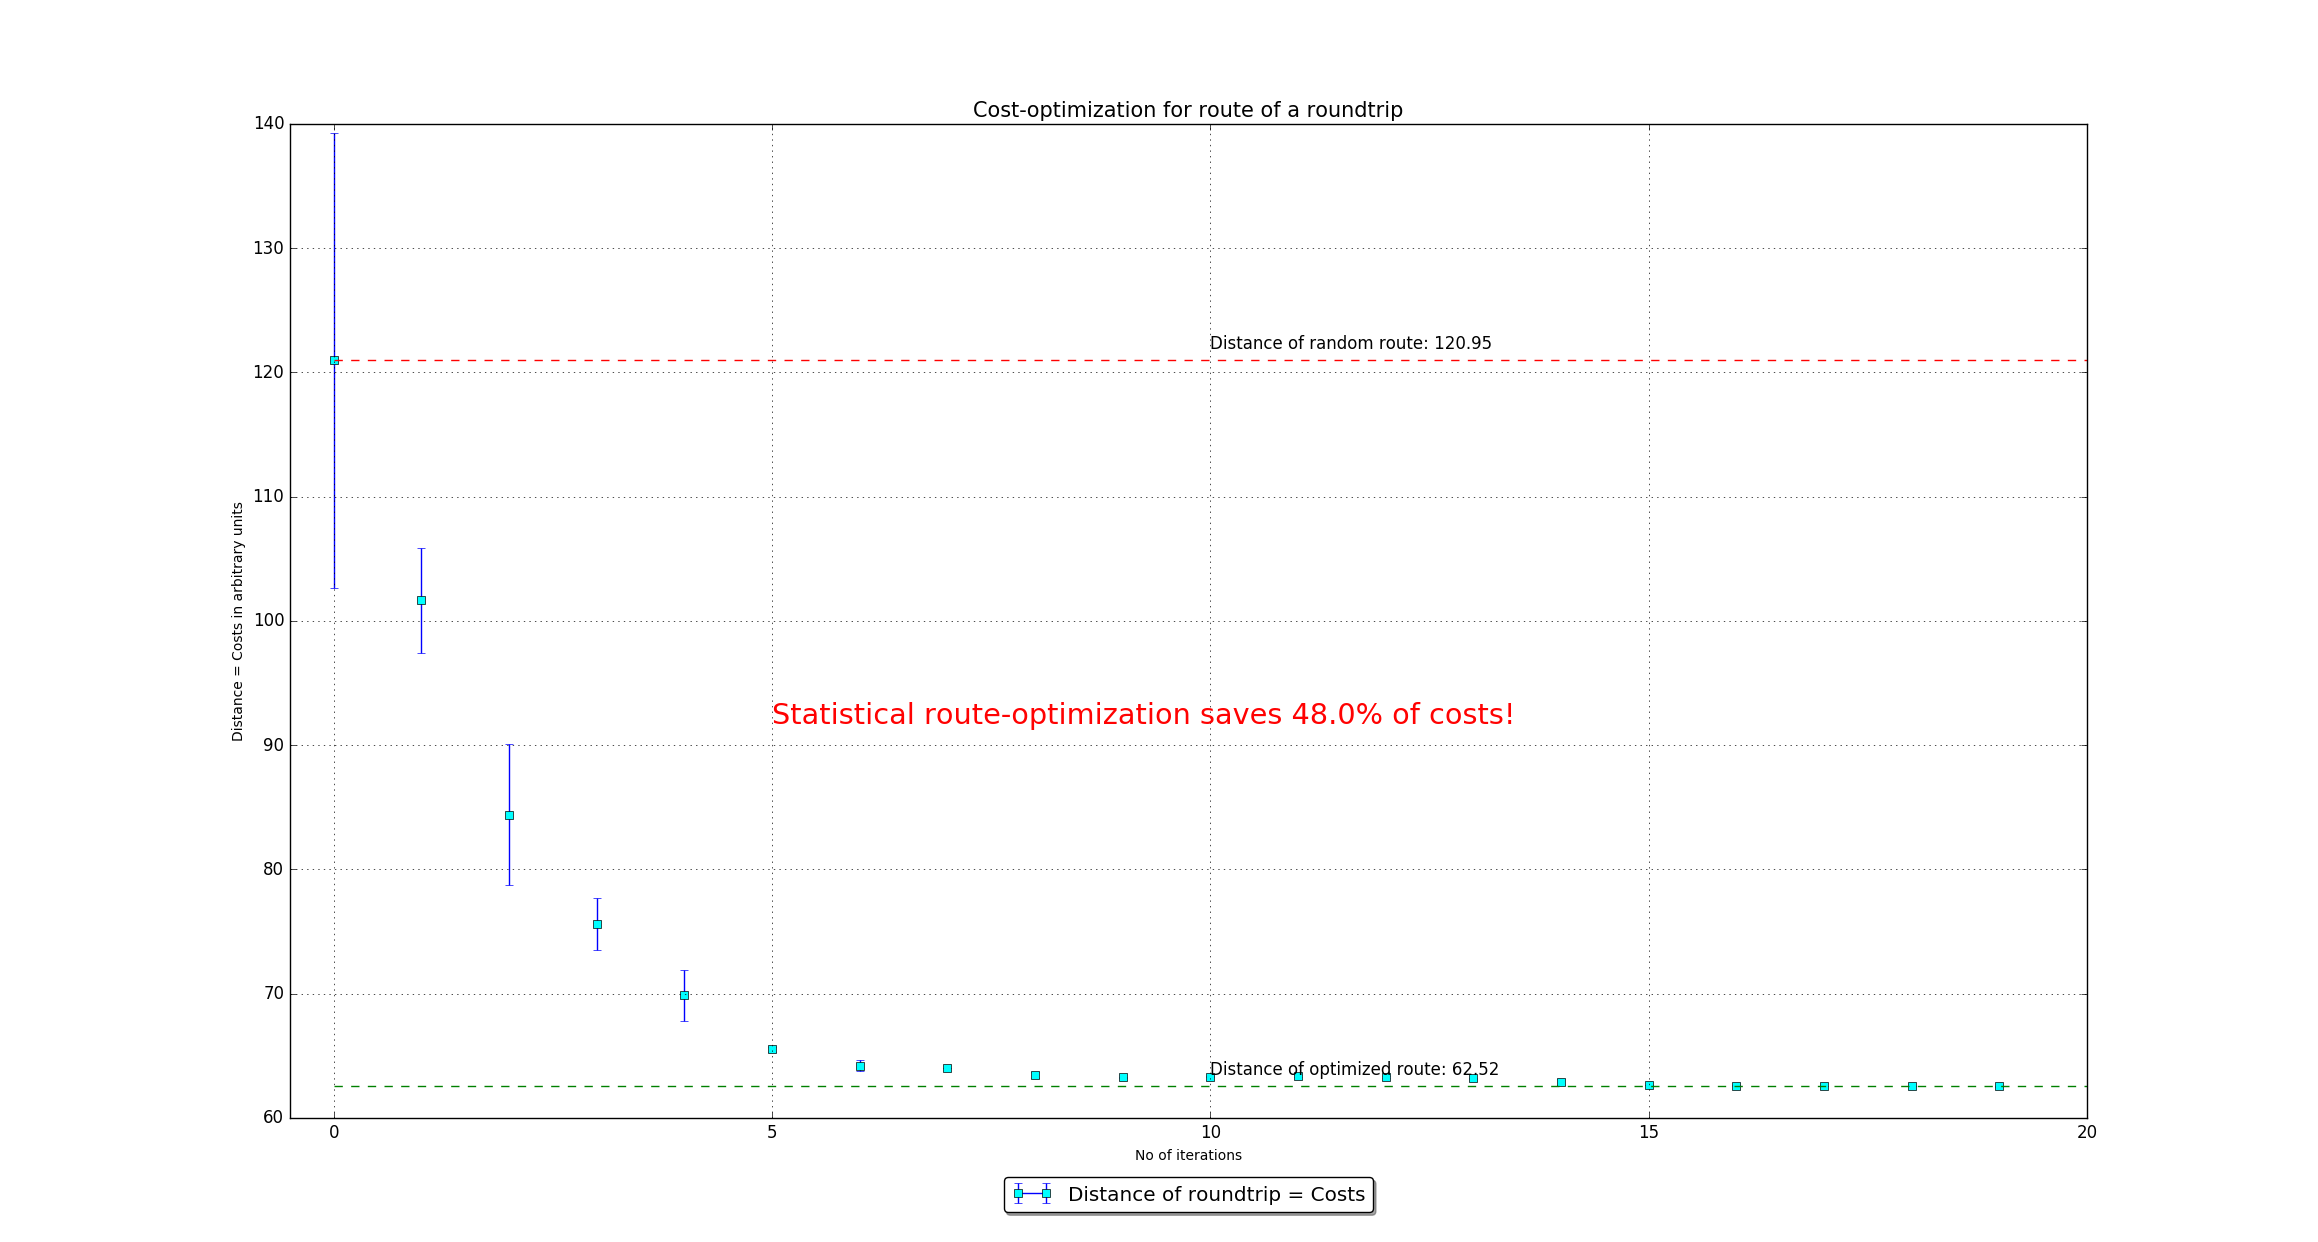 Cost-optimization for route of a roundtrip
140
130
Distance of random route: 120.95
120
110
100
Statistical route-optimization saves 48.0% of costs!
90
80
70
Distance of optimized route: 62.52
60
Distance = Costs in arbitrary units
0 5 10 15 20
No of iterations
Distance of roundtrip = Costs